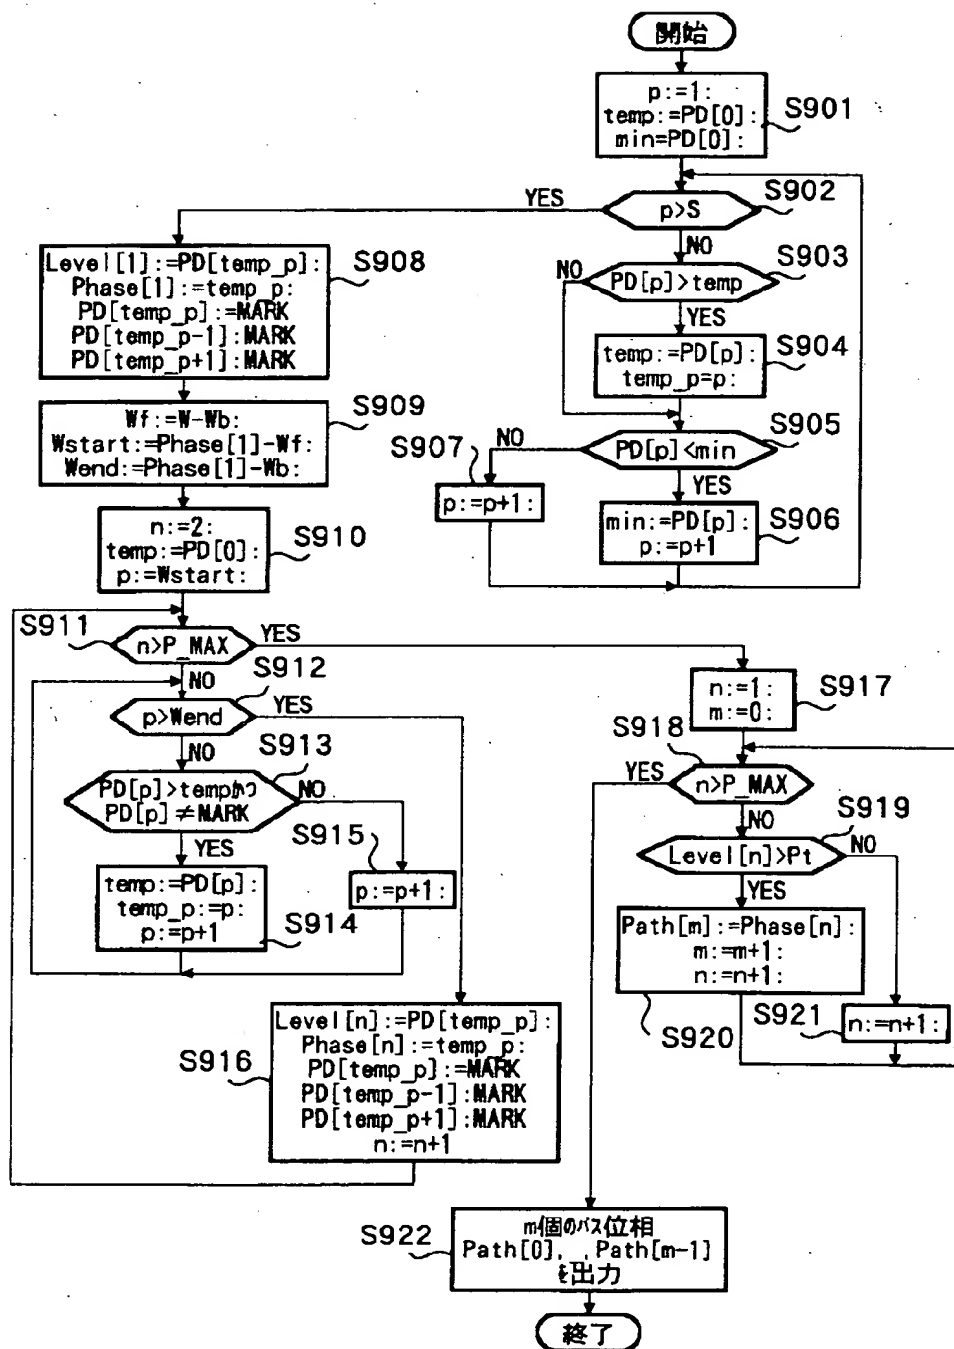 開始
p:=1:
temp:=PD[0]:
min=PD[0]:
S901
p>S
S902
YES
NO
PD[p]>temp
S903
NO
YES
temp:=PD[p]:
temp_p=p:
S904
PD[p]<min
S905
NO
YES
min:=PD[p]:
p:=p+1
S906
S907
p:=p+1:
Level[1]:=PD[temp_p]:
Phase[1]:=temp_p:
PD[temp_p]:=MARK
PD[temp_p-1]:MARK
PD[temp_p+1]:MARK
S908
Wf:=W-Wb:
Wstart:=Phase[1]-Wf:
Wend:=Phase[1]-Wb:
S909
n:=2:
temp:=PD[0]:
p:=Wstart:
S910
S911
n>P_MAX
YES
NO
S912
p>Wend
YES
NO
S913
PD[p]>tempかつ
PD[p]≠MARK
NO
YES
temp:=PD[p]:
temp_p:=p:
p:=p+1
S914
S915
p:=p+1:
S916
Level[n]:=PD[temp_p]:
Phase[n]:=temp_p:
PD[temp_p]:=MARK
PD[temp_p-1]:MARK
PD[temp_p+1]:MARK
n:=n+1
n:=1:
m:=0:
S917
S918
n>P_MAX
YES
NO
S919
Level[n]>Pt
NO
YES
Path[m]:=Phase[n]:
m:=m+1:
n:=n+1:
S920
S921
n:=n+1:
S922
m個のパス位相
Path[0],_,Path[m-1]
を出力
終了